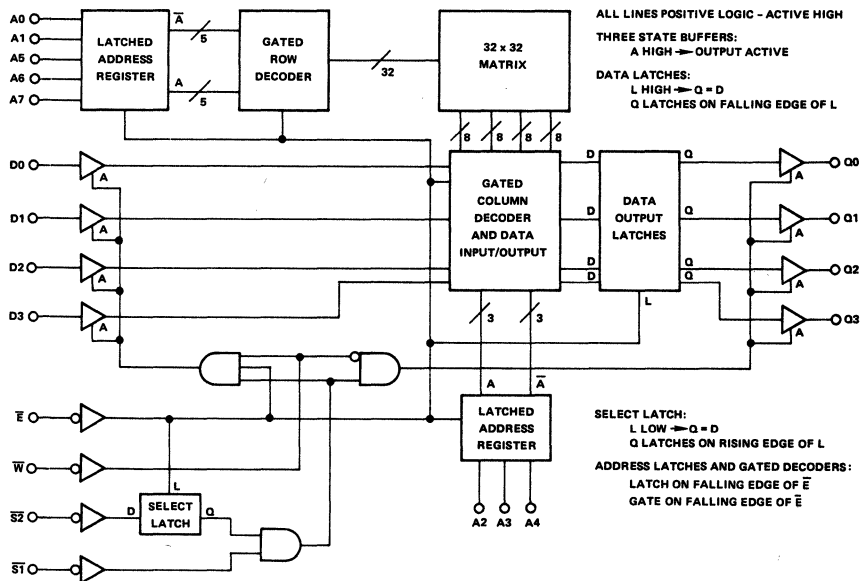 A0
A1
A5
A6
A7
LATCHED
ADDRESS
REGISTER
A̅
5
A
5
GATED
ROW
DECODER
32
32 x 32
MATRIX
8
8
8
8
ALL LINES POSITIVE LOGIC – ACTIVE HIGH
THREE STATE BUFFERS:
A HIGH → OUTPUT ACTIVE
DATA LATCHES:
L HIGH → Q = D
Q LATCHES ON FALLING EDGE OF L
D0
A
D1
A
D2
A
D3
A
GATED
COLUMN
DECODER
AND DATA
INPUT/OUTPUT
D
D
D
D
DATA
OUTPUT
LATCHES
L
Q
Q
Q
Q
A
Q0
A
Q1
A
Q2
A
Q3
3
3
A
A̅
LATCHED
ADDRESS
REGISTER
A2
A3
A4
E̅
W̅
S̅2̅
S̅1̅
L
D
SELECT
LATCH
Q
SELECT LATCH:
L LOW → Q = D
Q LATCHES ON RISING EDGE OF L
ADDRESS LATCHES AND GATED DECODERS:
LATCH ON FALLING EDGE OF E̅
GATE ON FALLING EDGE OF E̅